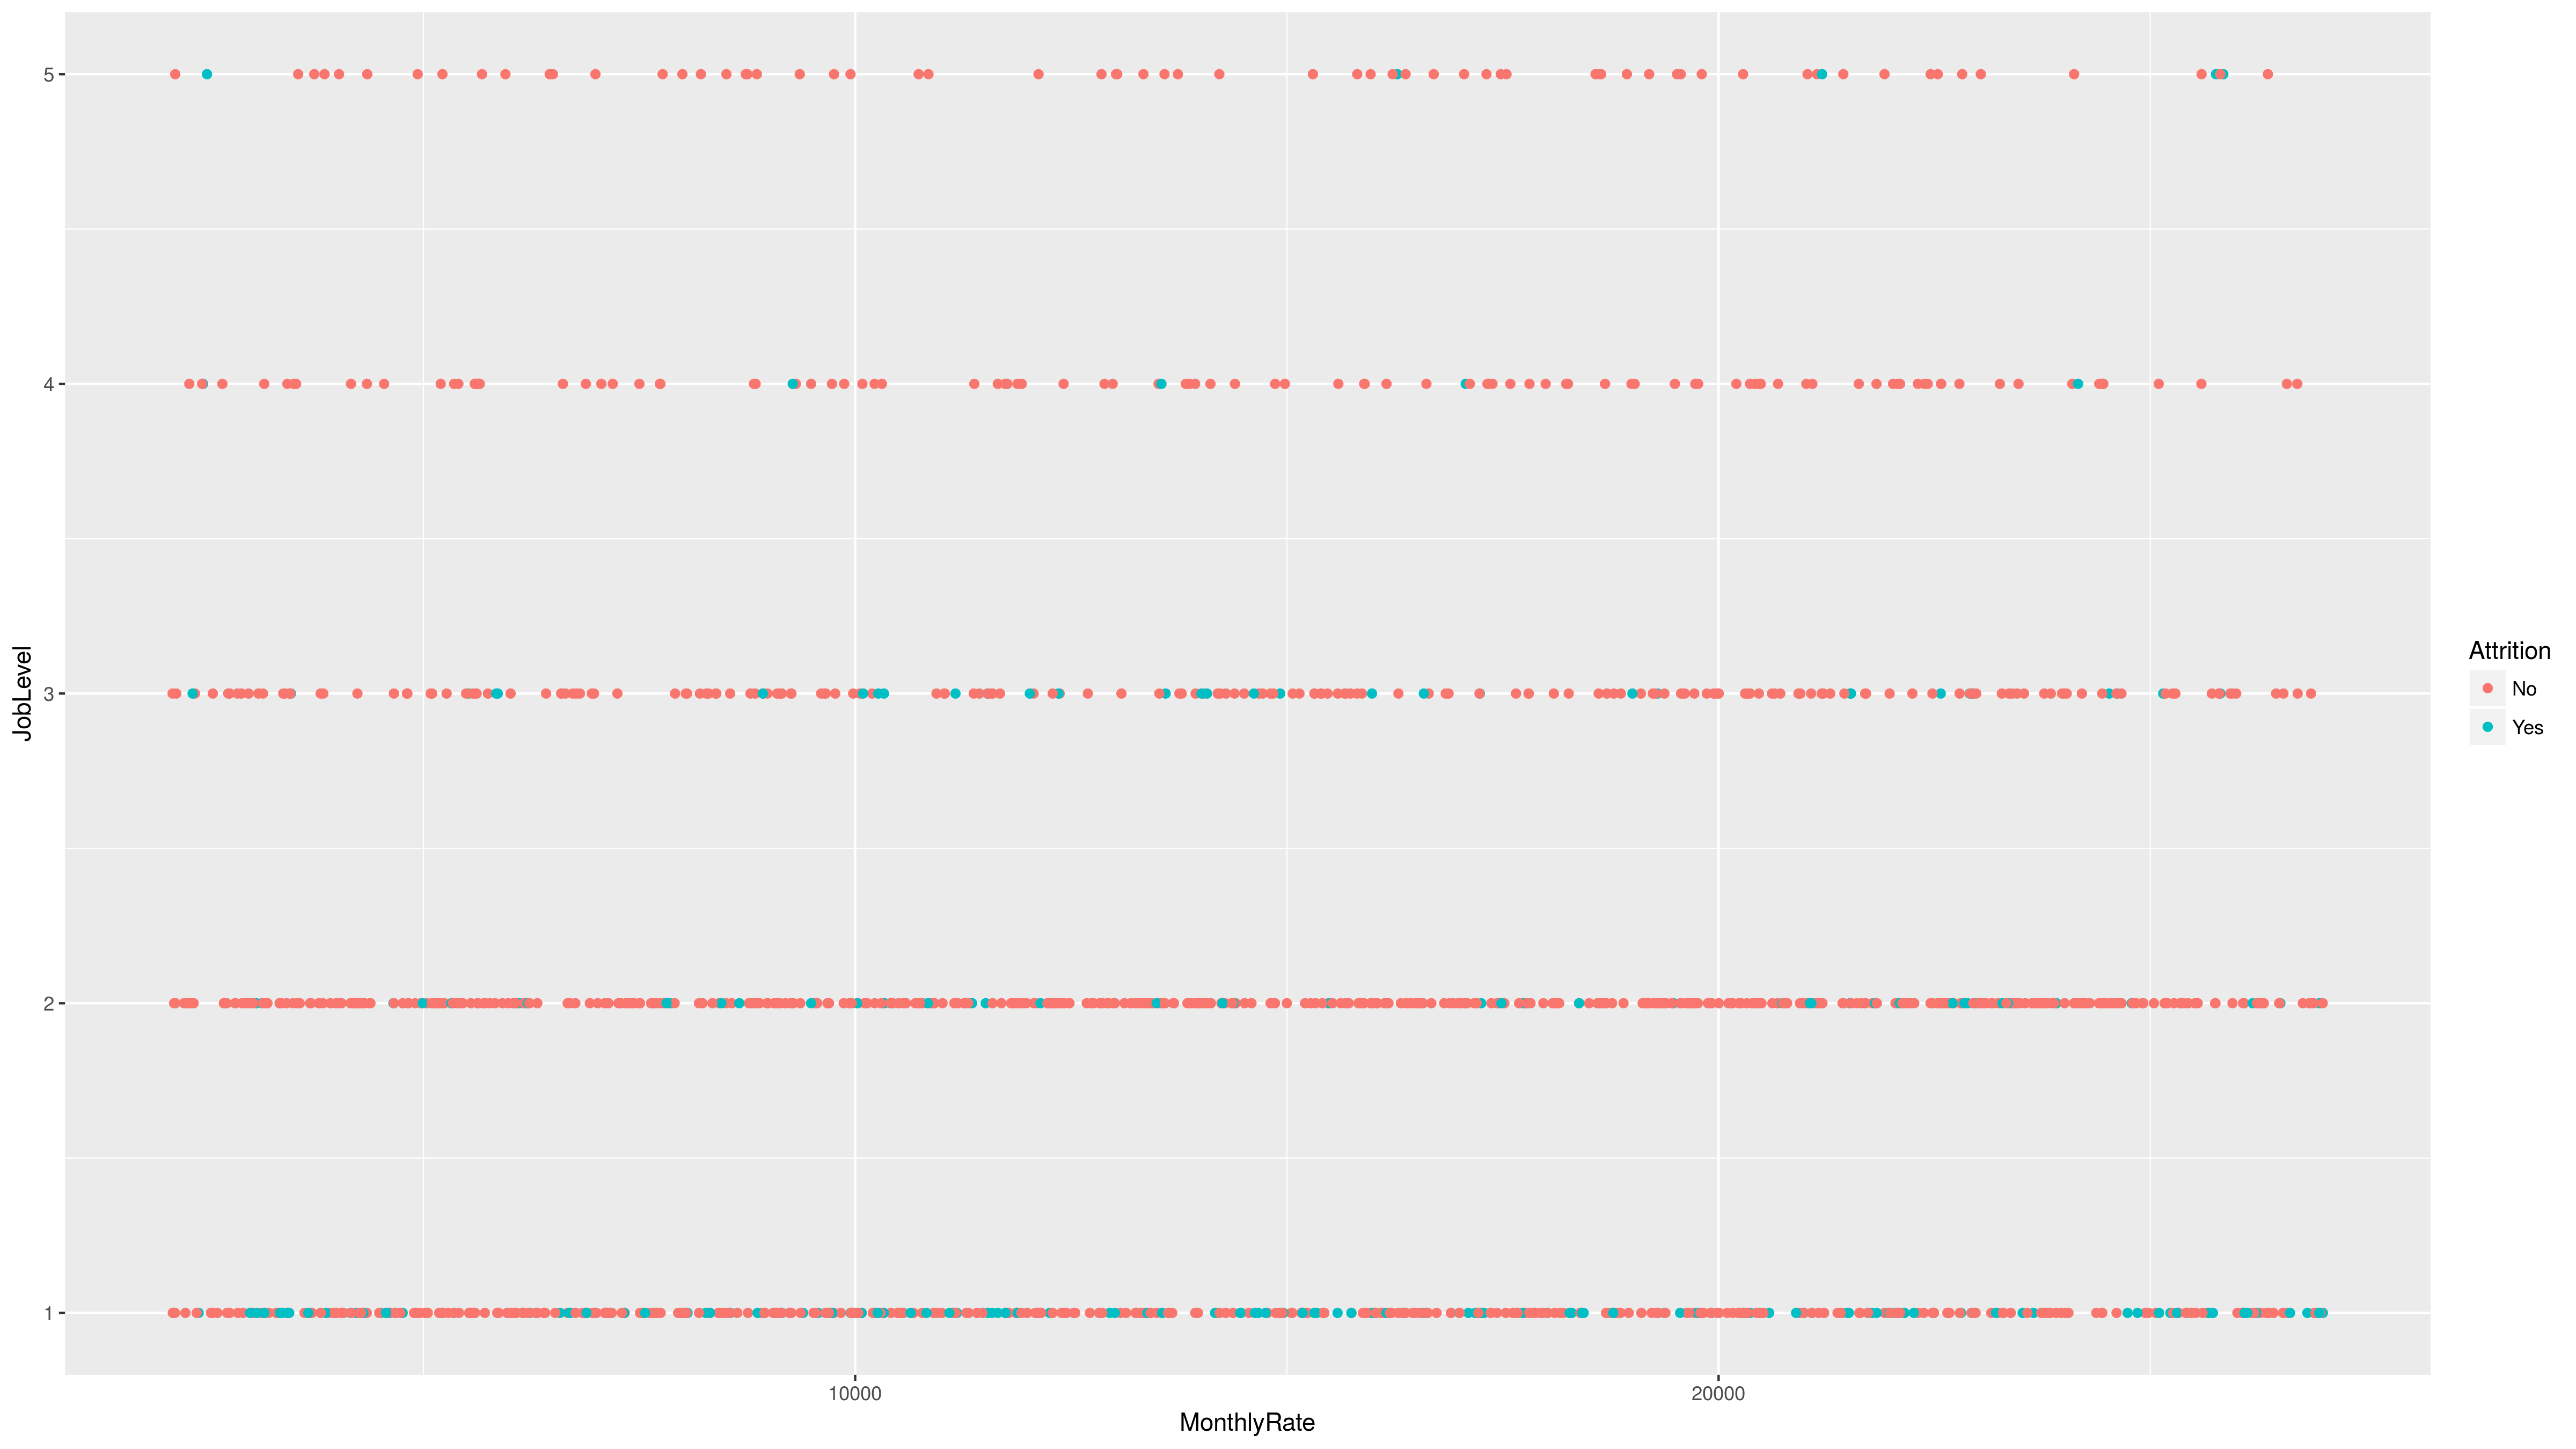 5
4
3
2
1
JobLevel
10000
20000
MonthlyRate
Attrition
No
Yes